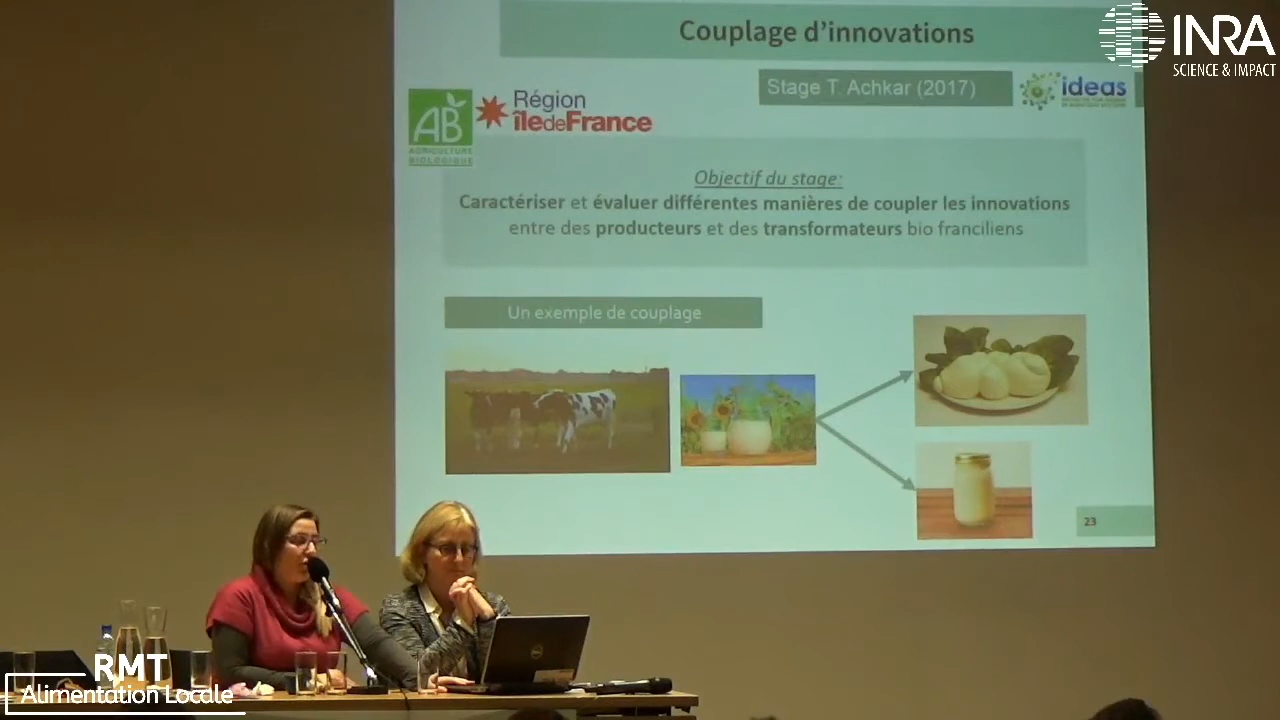 Couplage d'innovations
INRA
SCIENCE & IMPACT
Stage T. Achkar (2017)
ideas
AB
AGRICULTURE
BIOLOGIQUE
Région
îledeFrance
Objectif du stage:
Caractériser et évaluer différentes manières de coupler les innovations
entre des producteurs et des transformateurs bio franciliens
Un exemple de couplage
23
RMT
Alimentation Locale